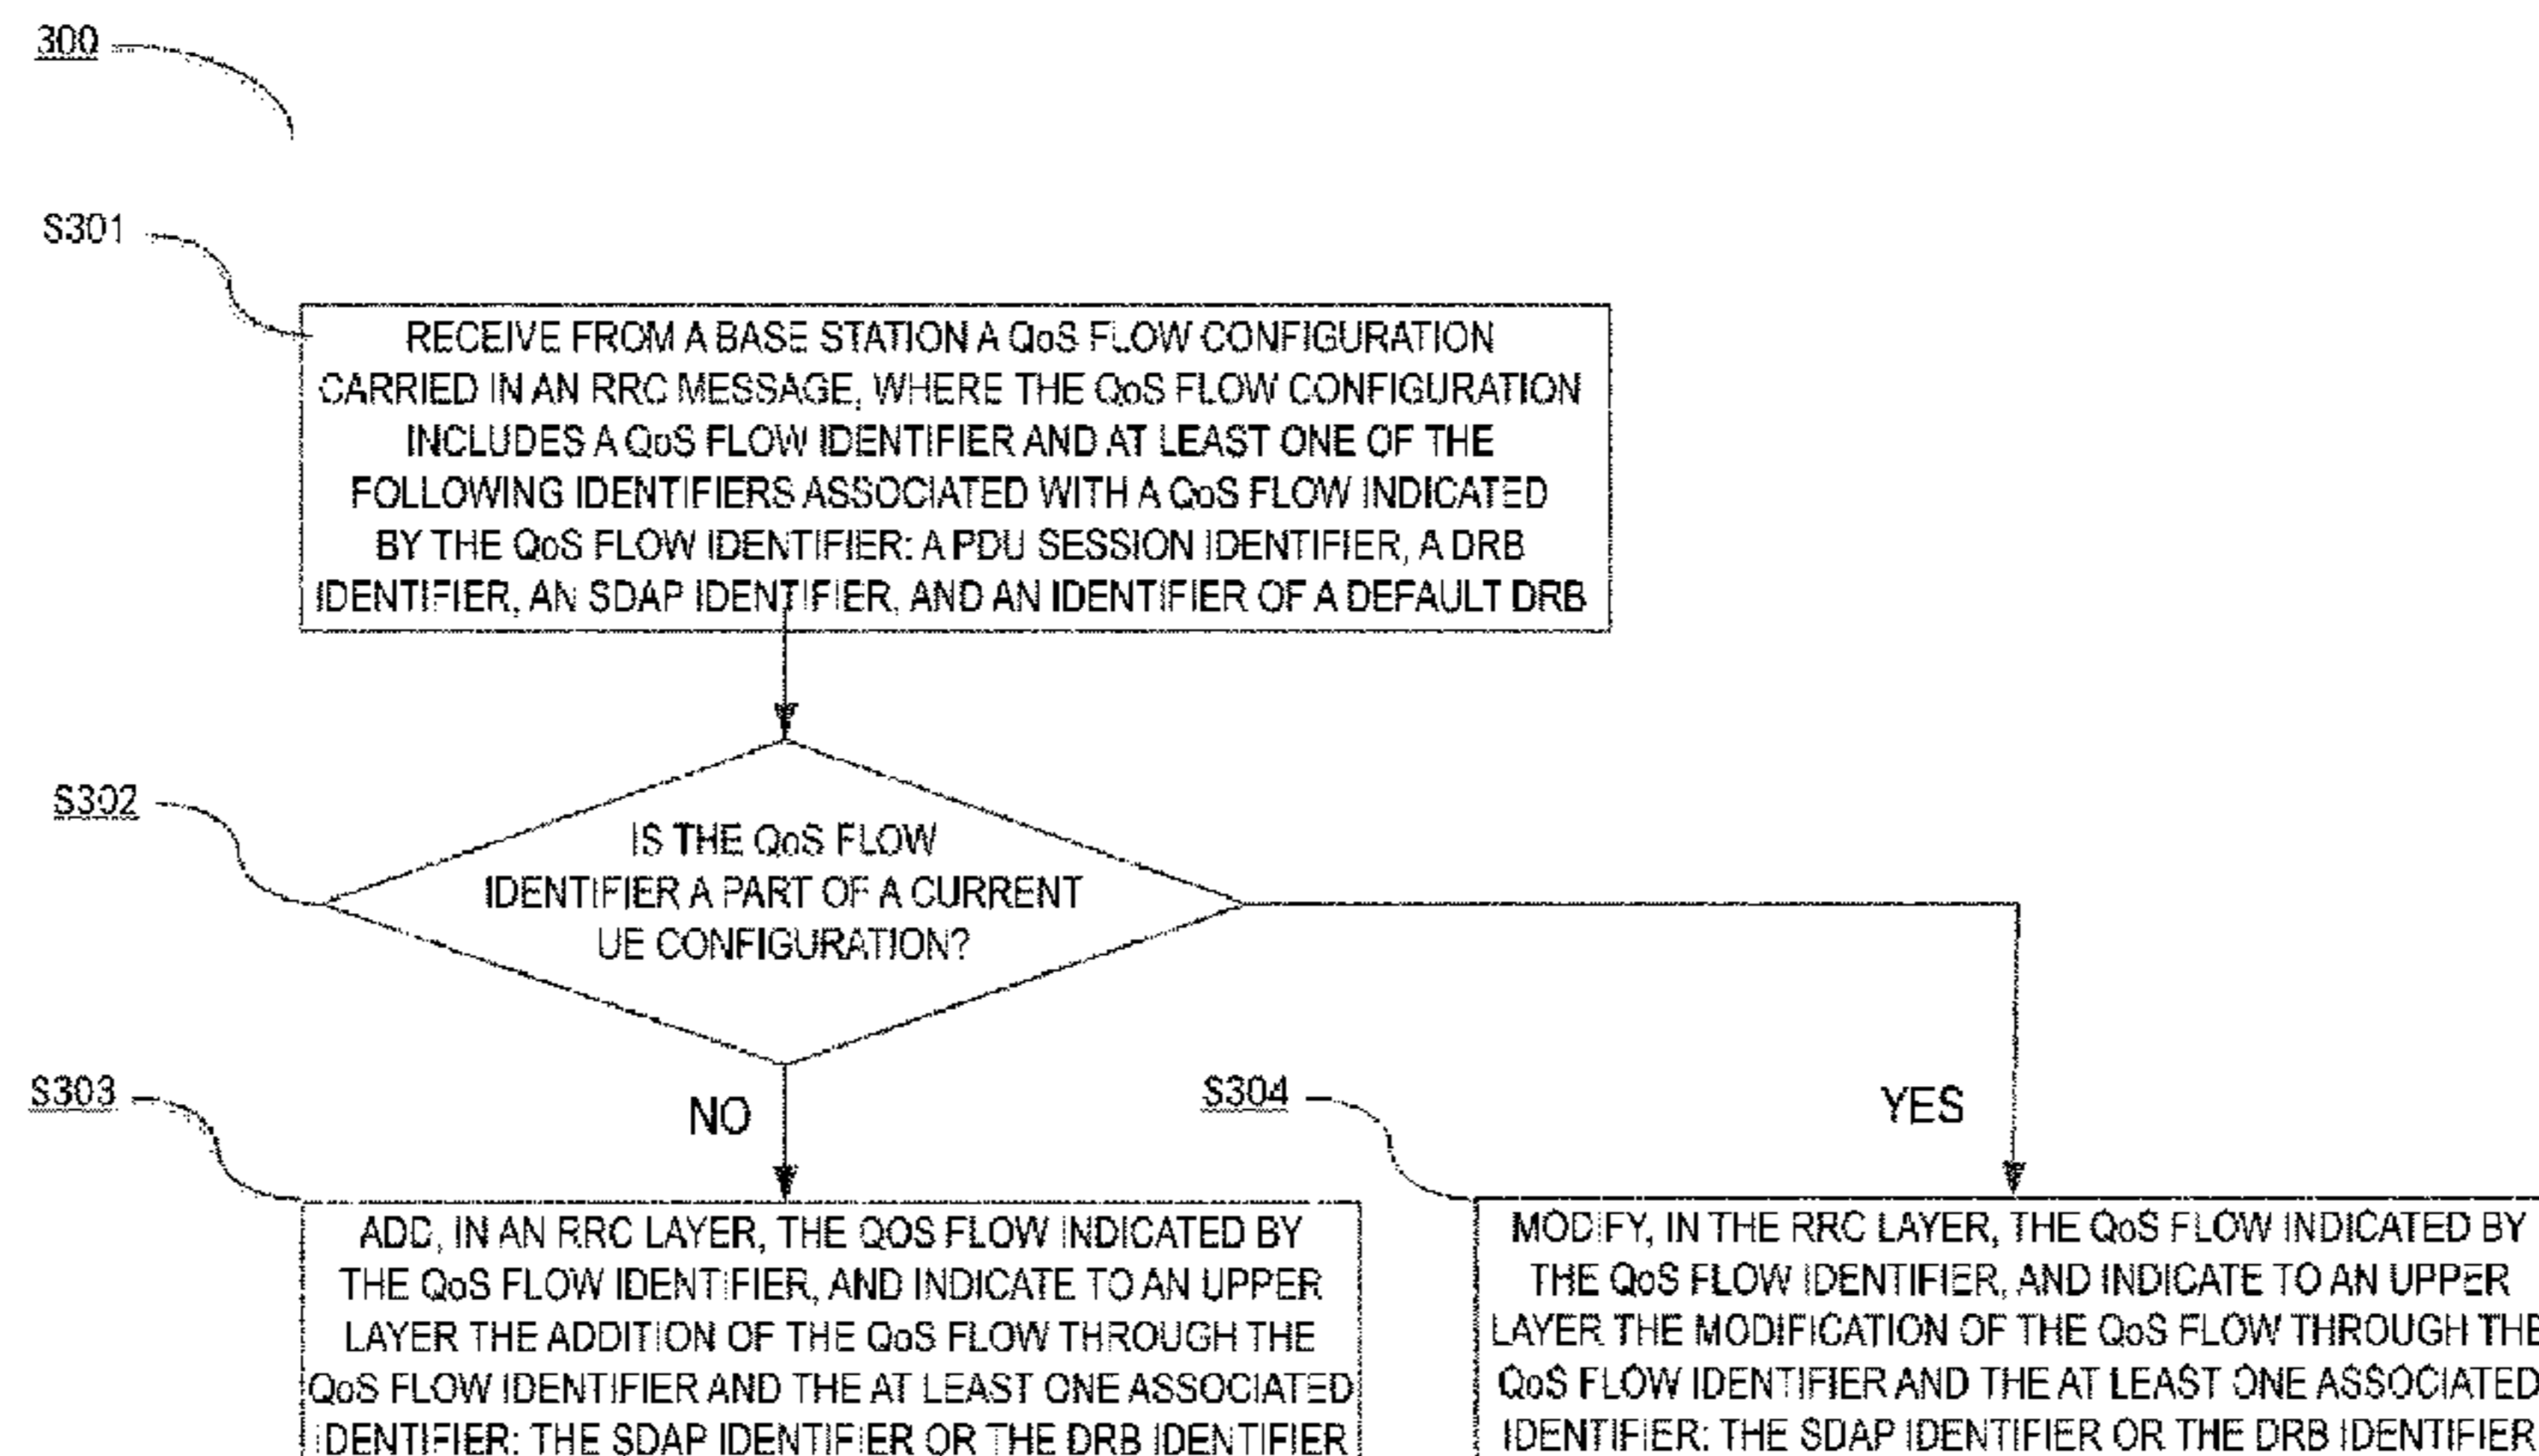 300
S301
RECEIVE FROM A BASE STATION A QoS FLOW CONFIGURATION
CARRIED IN AN RRC MESSAGE, WHERE THE QoS FLOW CONFIGURATION
INCLUDES A QoS FLOW IDENTIFIER AND AT LEAST ONE OF THE
FOLLOWING IDENTIFIERS ASSOCIATED WITH A QoS FLOW INDICATED
BY THE QoS FLOW IDENTIFIER: A PDU SESSION IDENTIFIER, A DRB
IDENTIFIER, AN SDAP IDENTIFIER, AND AN IDENTIFIER OF A DEFAULT DRB
S302
IS THE QoS FLOW
IDENTIFIER A PART OF A CURRENT
UE CONFIGURATION?
S303
NO
S304
YES
ADD, IN AN RRC LAYER, THE QOS FLOW INDICATED BY
THE QoS FLOW IDENTIFIER, AND INDICATE TO AN UPPER
LAYER THE ADDITION OF THE QoS FLOW THROUGH THE
QoS FLOW IDENTIFIER AND THE AT LEAST ONE ASSOCIATED
IDENTIFIER: THE SDAP IDENTIFIER OR THE DRB IDENTIFIER
MODIFY, IN THE RRC LAYER, THE QoS FLOW INDICATED BY
THE QoS FLOW IDENTIFIER, AND INDICATE TO AN UPPER
LAYER THE MODIFICATION OF THE QoS FLOW THROUGH THE
QoS FLOW IDENTIFIER AND THE AT LEAST ONE ASSOCIATED
IDENTIFIER: THE SDAP IDENTIFIER OR THE DRB IDENTIFIER